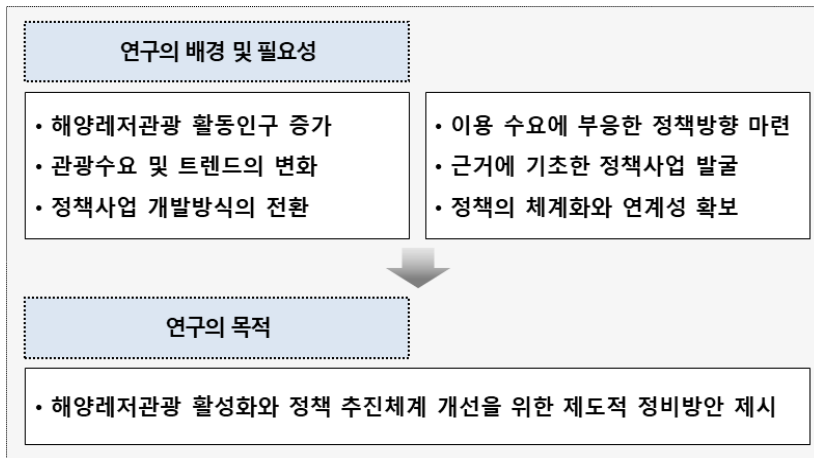 연구의 배경 및 필요성
• 해양레저관광 활동인구 증가
• 관광수요 및 트렌드의 변화
• 정책사업 개발방식의 전환
• 이용 수요에 부응한 정책방향 마련
• 근거에 기초한 정책사업 발굴
• 정책의 체계화와 연계성 확보
연구의 목적
• 해양레저관광 활성화와 정책 추진체계 개선을 위한 제도적 정비방안 제시